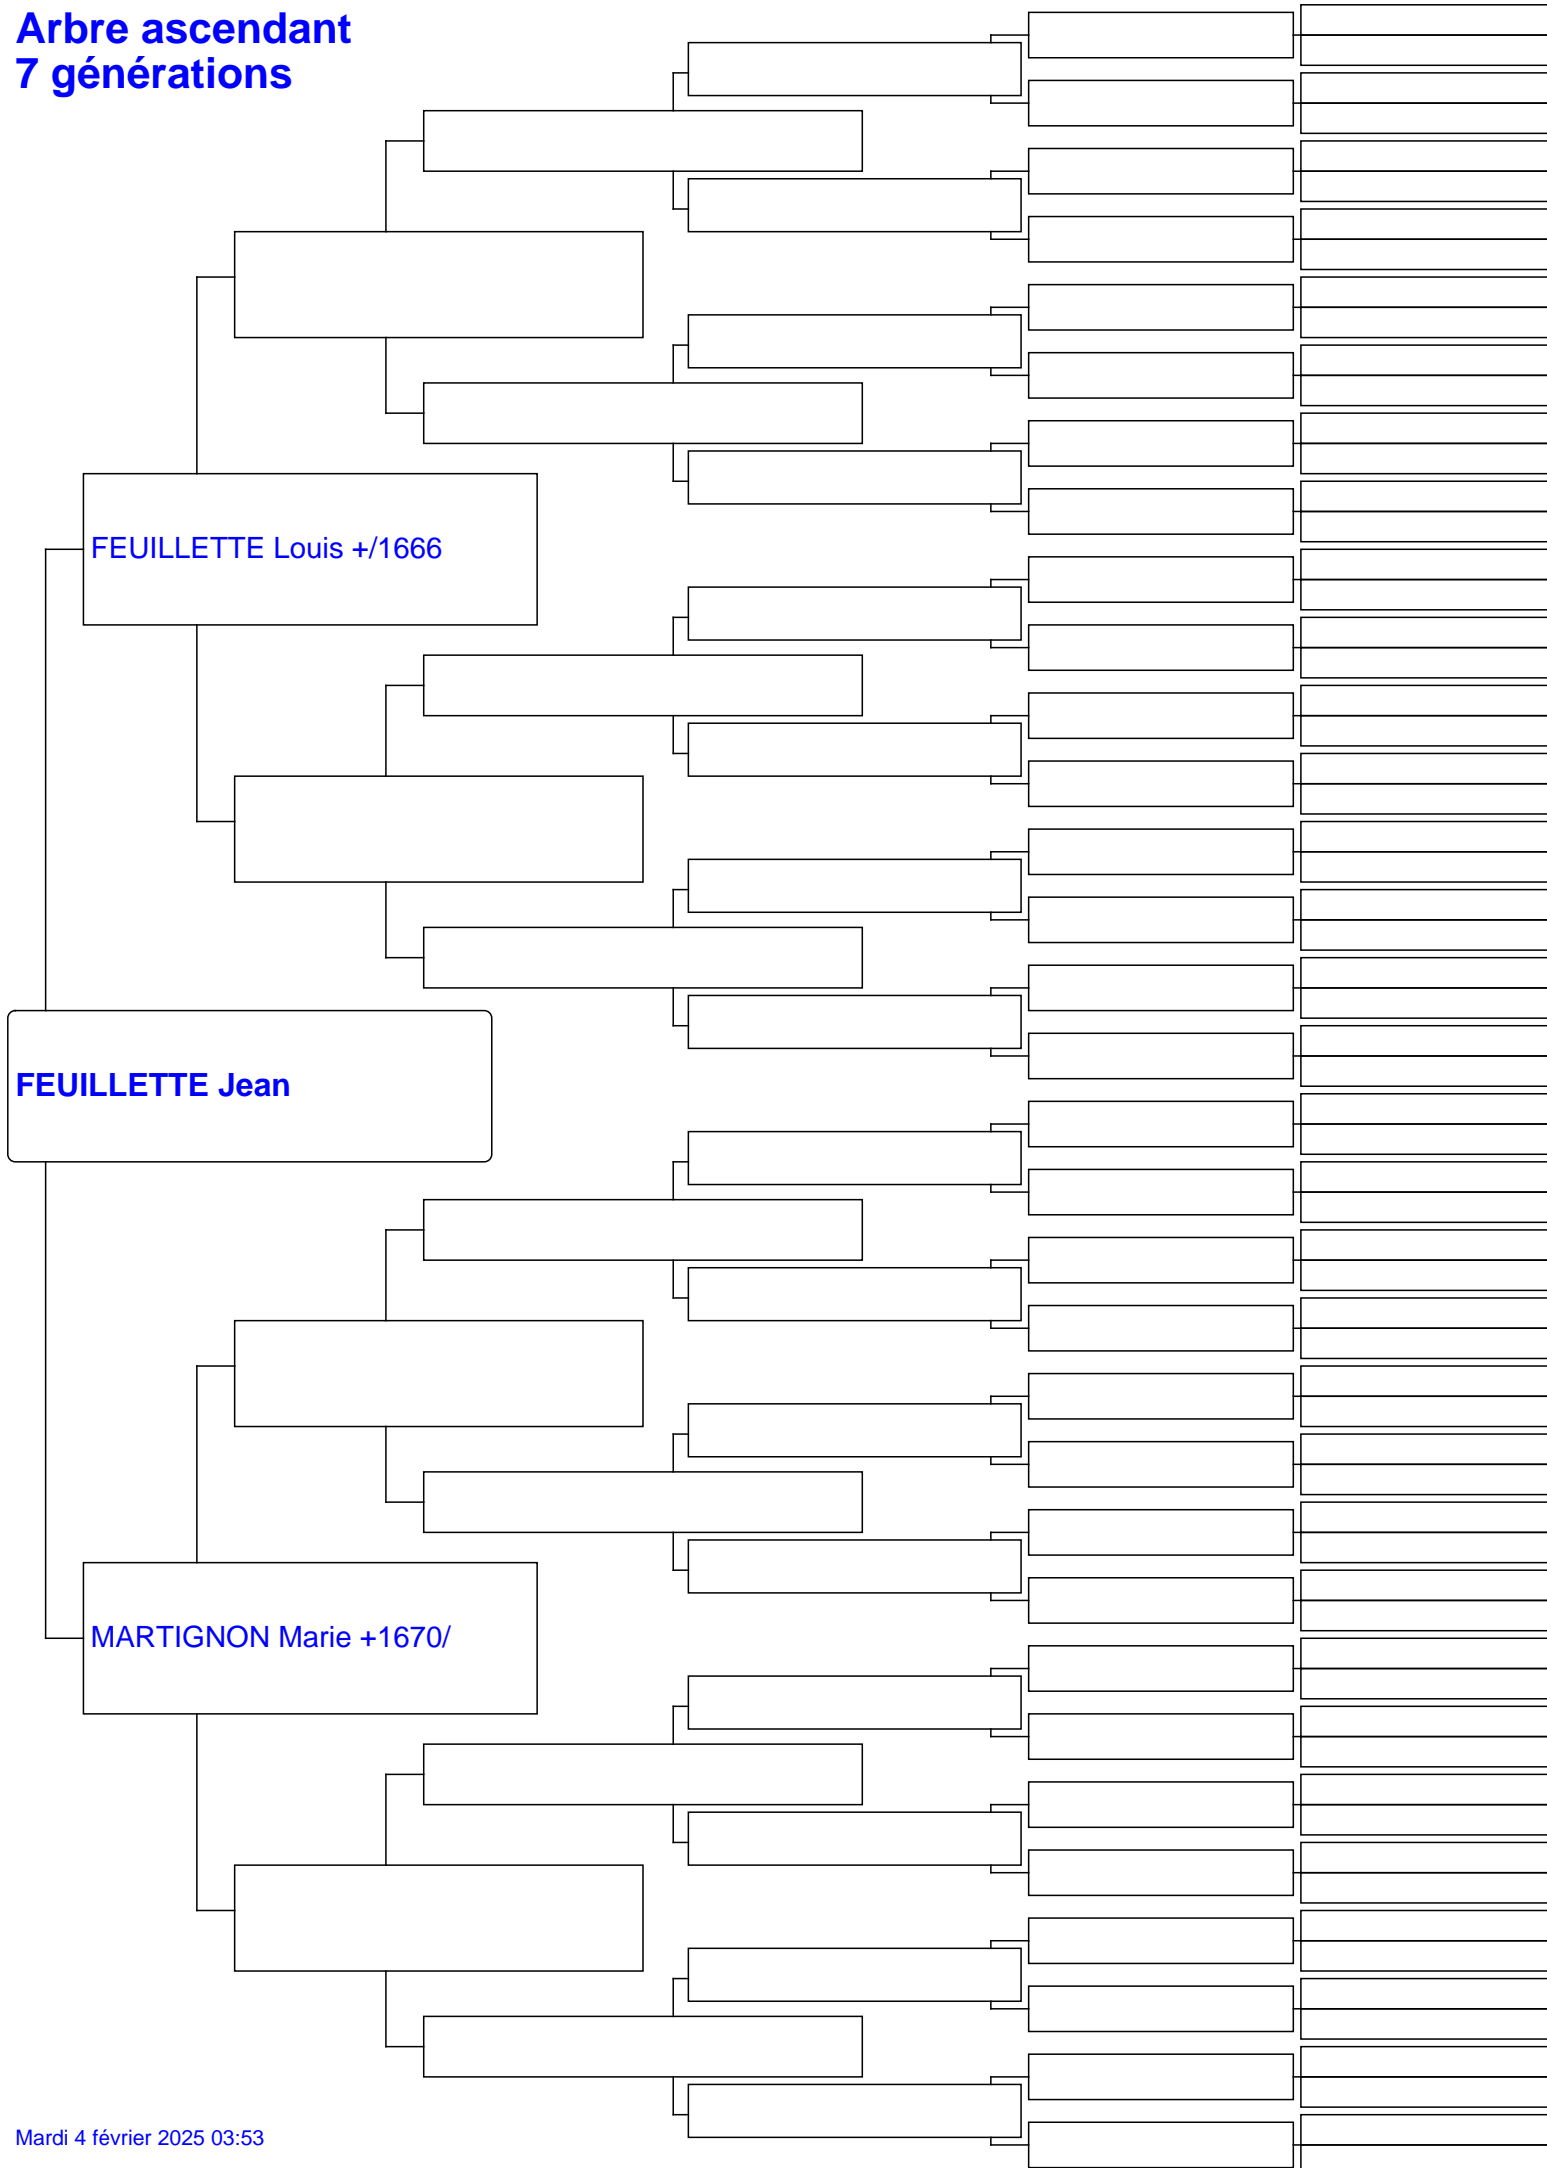 Arbre ascendant
7 générations
FEUILLETTE Louis +/1666
FEUILLETTE Jean
MARTIGNON Marie +1670/
Mardi 4 février 2025 03:53